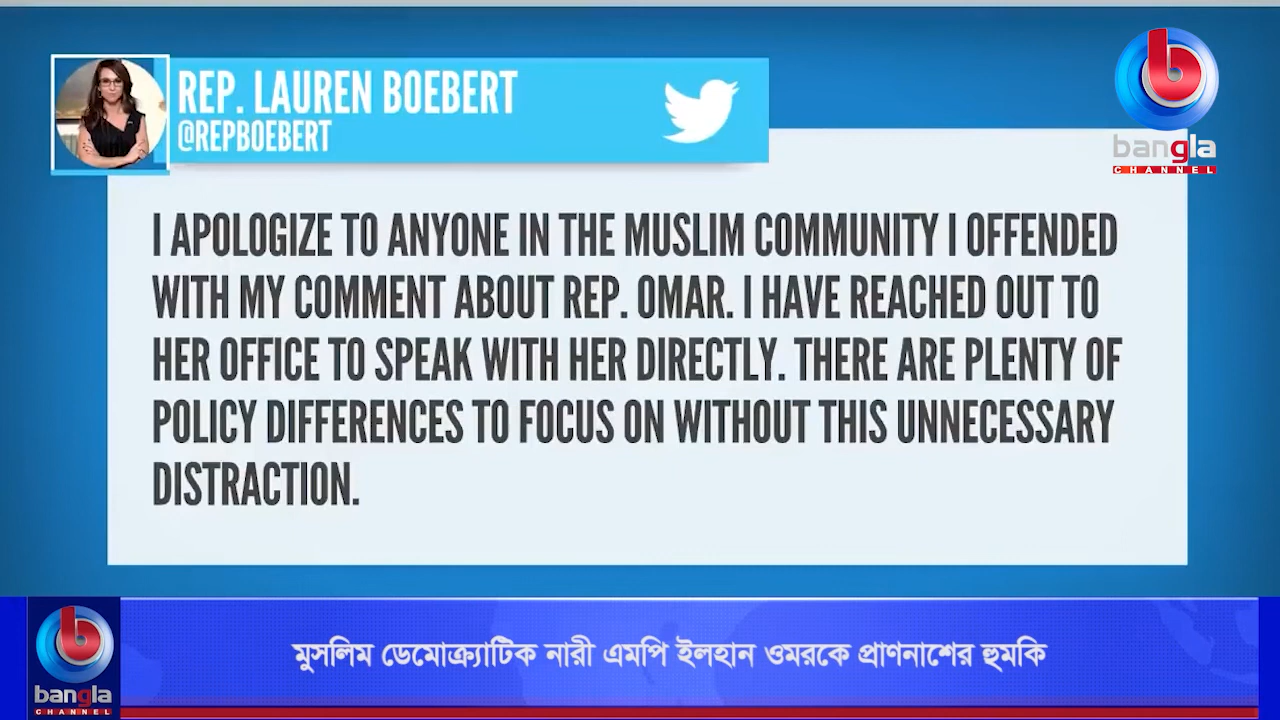 REP. LAUREN BOEBERT
@REPBOEBERT
bangla
CHANNEL
I APOLOGIZE TO ANYONE IN THE MUSLIM COMMUNITY I OFFENDED
WITH MY COMMENT ABOUT REP. OMAR. I HAVE REACHED OUT TO
HER OFFICE TO SPEAK WITH HER DIRECTLY. THERE ARE PLENTY OF
POLICY DIFFERENCES TO FOCUS ON WITHOUT THIS UNNECESSARY
DISTRACTION.
মুসলিম ডেমোক্র্যাটিক নারী এমপি ইলহান ওমরকে প্রাণনাশের হুমকি
bangla
CHANNEL